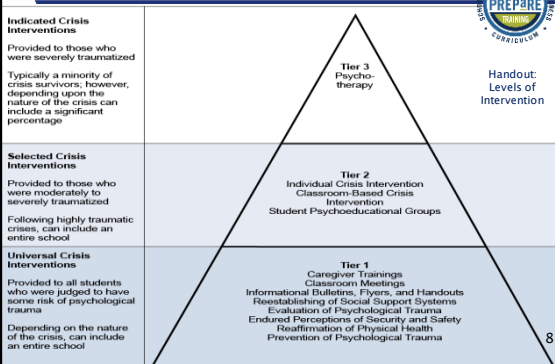 Indicated Crisis
Interventions
Provided to those who
were severely traumatized
Typically a minority of
crisis survivors; however,
depending upon the
nature of the crisis can
include a significant
percentage
Tier 3
Psycho-
therapy
PREPaRE
TRAINING
CURRICULUM
Handout:
Levels of
Intervention
Selected Crisis
Interventions
Provided to those who
were moderately to
severely traumatized
Following highly traumatic
crises, can include an
entire school
Tier 2
Individual Crisis Intervention
Classroom-Based Crisis
Intervention
Student Psychoeducational Groups
Universal Crisis
Interventions
Provided to all students
who were judged to have
some risk of psychological
trauma
Depending on the nature
of the crisis, can include
an entire school
Tier 1
Caregiver Trainings
Classroom Meetings
Informational Bulletins, Flyers, and Handouts
Reestablishing of Social Support Systems
Evaluation of Psychological Trauma
Endured Perceptions of Security and Safety
Reaffirmation of Physical Health
Prevention of Psychological Trauma
8